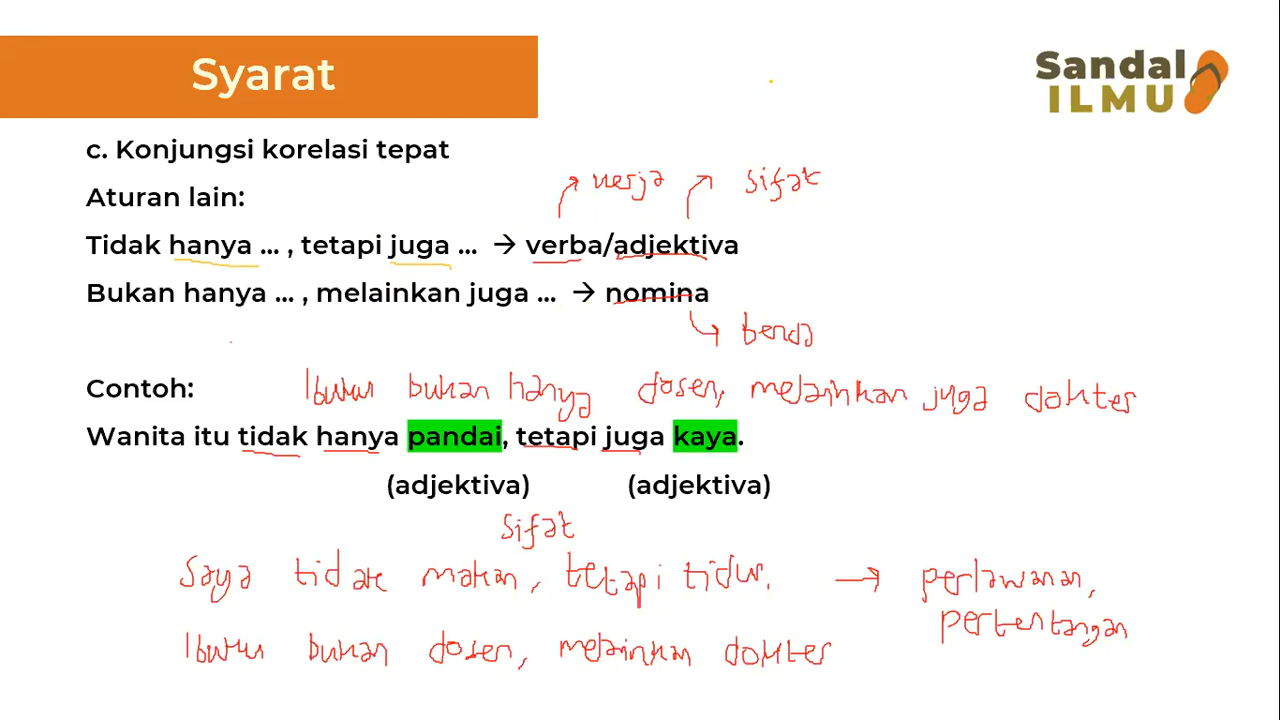 Syarat
Sandal
ILMU
c. Konjungsi korelasi tepat
Aturan lain:
kerja sifat
Tidak hanya ... , tetapi juga ... → verba/adjektiva
Bukan hanya ... , melainkan juga ... → nomina
benda
Contoh: Ibuku bukan hanya dosen, melainkan juga dokter
Wanita itu tidak hanya pandai, tetapi juga kaya.
(adjektiva) (adjektiva)
sifat
Saya tidak makan, tetapi tidur. → perlawanan,
pertentangan
Ibuku bukan dosen, melainkan dokter